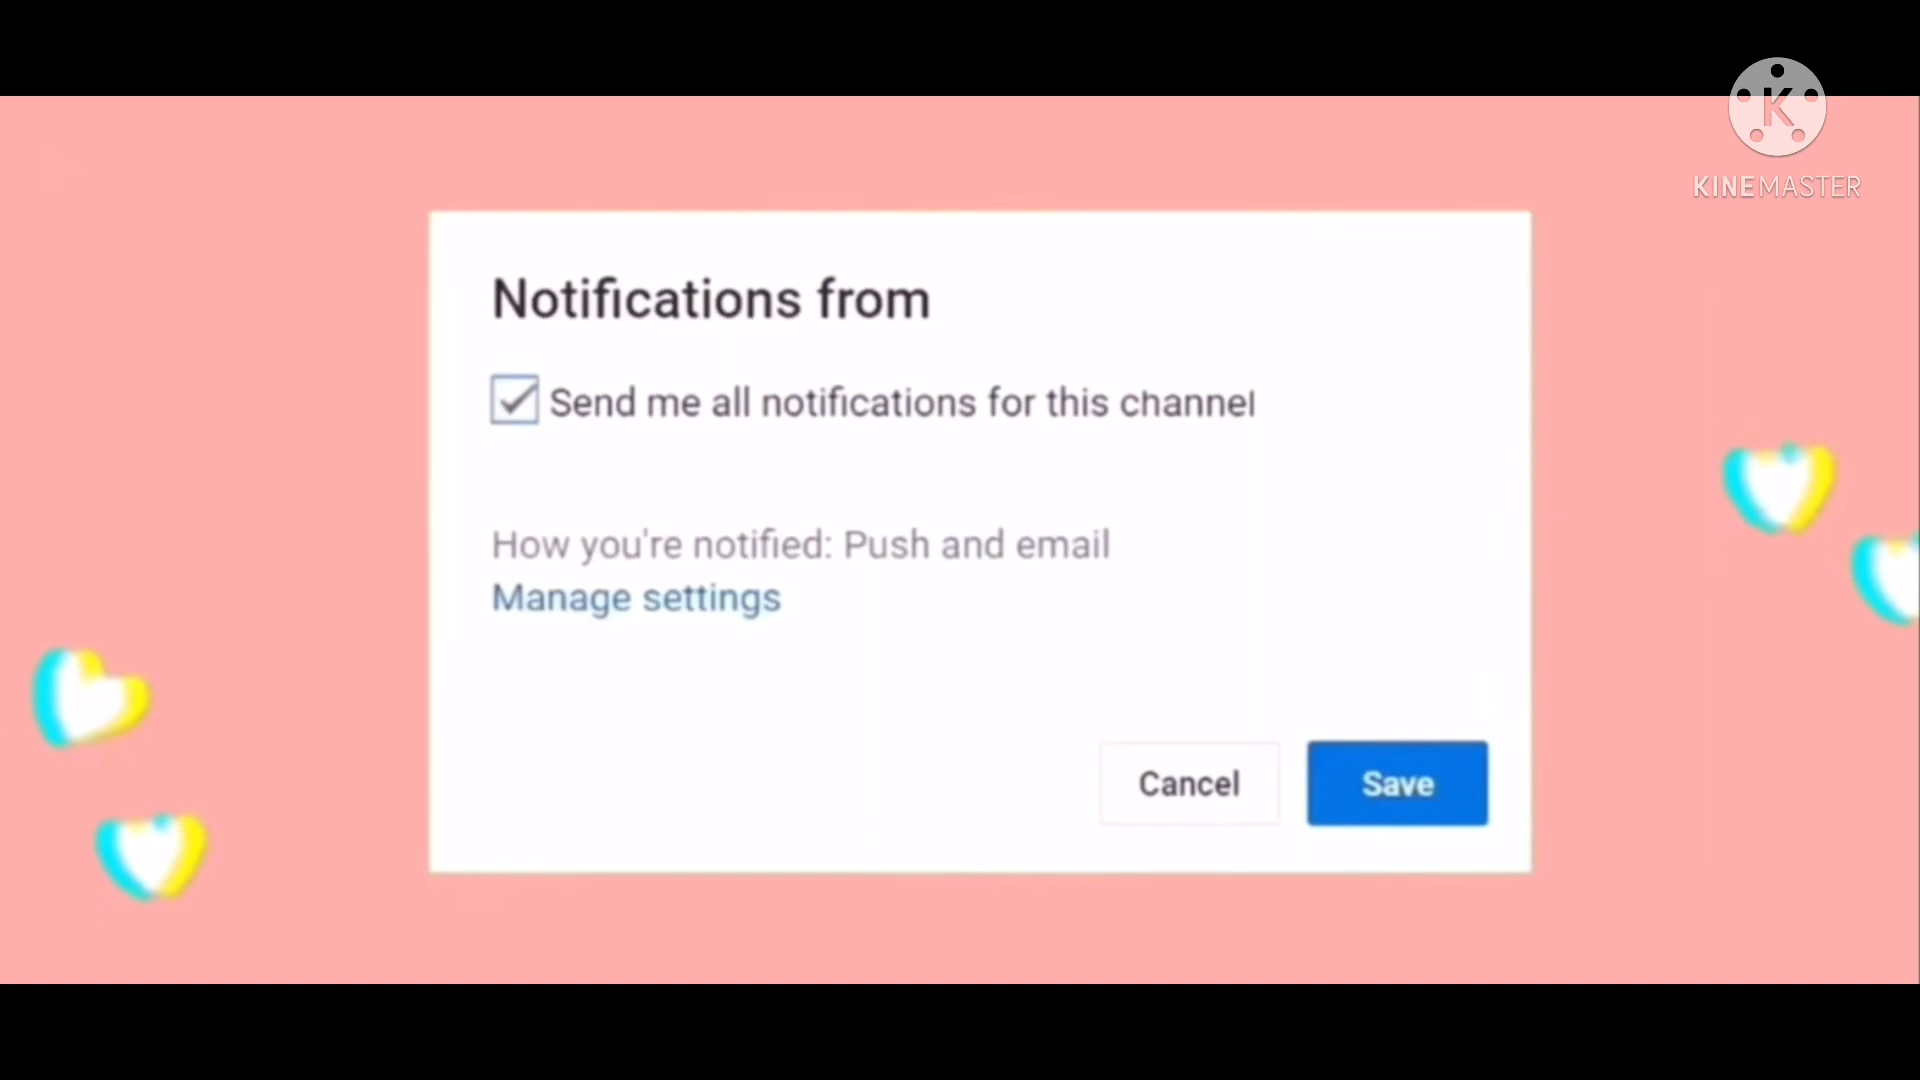 K
KINEMASTER
Notifications from
Send me all notifications for this channel
How you're notified: Push and email
Manage settings
Cancel
Save